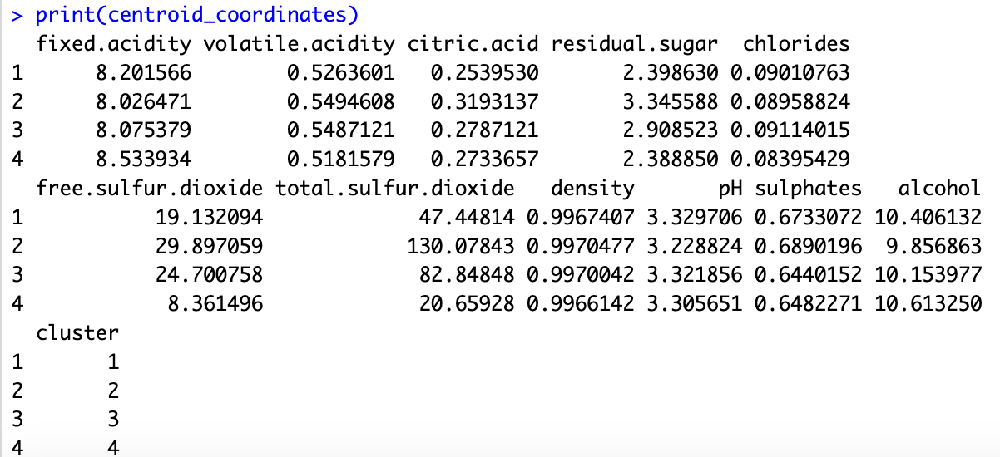 > print(centroid_coordinates)
  fixed.acidity volatile.acidity citric.acid residual.sugar  chlorides
1      8.201566        0.5263601   0.2539530       2.398630 0.09010763
2      8.026471        0.5494608   0.3193137       3.345588 0.08958824
3      8.075379        0.5487121   0.2787121       2.908523 0.09114015
4      8.533934        0.5181579   0.2733657       2.388850 0.08395429
  free.sulfur.dioxide total.sulfur.dioxide   density       pH sulphates   alcohol
1           19.132094             47.44814 0.9967407 3.329706 0.6733072 10.406132
2           29.897059            130.07843 0.9970477 3.228824 0.6890196  9.856863
3           24.700758             82.84848 0.9970042 3.321856 0.6440152 10.153977
4            8.361496             20.65928 0.9966142 3.305651 0.6482271 10.613250
  cluster
1       1
2       2
3       3
4       4